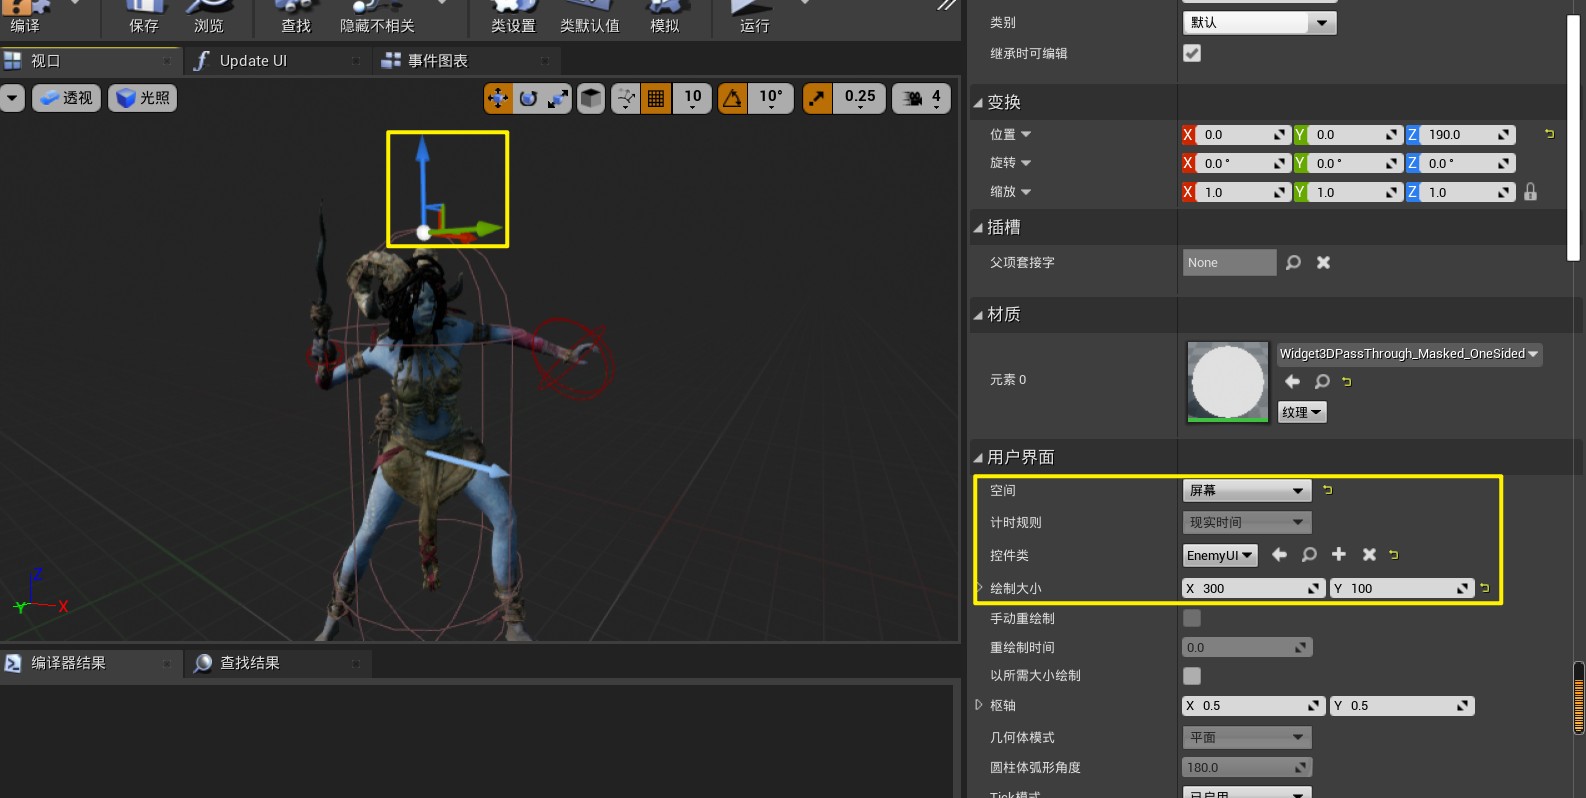 编译
保存
浏览
查找
隐藏不相关
类设置
类默认值
模拟
运行
视口
Update UI
事件图表
透视
光照
10
10°
0.25
4
Z
Y
X
编译器结果
查找结果
类别
默认
继承时可编辑
变换
位置
X 0.0 Y 0.0 Z 190.0
旋转
X 0.0 ° Y 0.0 ° Z 0.0 °
缩放
X 1.0 Y 1.0 Z 1.0
插槽
父项套接字
None
材质
元素 0
Widget3DPassThrough_Masked_OneSided
纹理
用户界面
空间
屏幕
计时规则
现实时间
控件类
EnemyUI
绘制大小
X 300 Y 100
手动重绘制
重绘制时间
0.0
以所需大小绘制
枢轴
X 0.5 Y 0.5
几何体模式
平面
圆柱体弧形角度
180.0
Tick模式
已启用